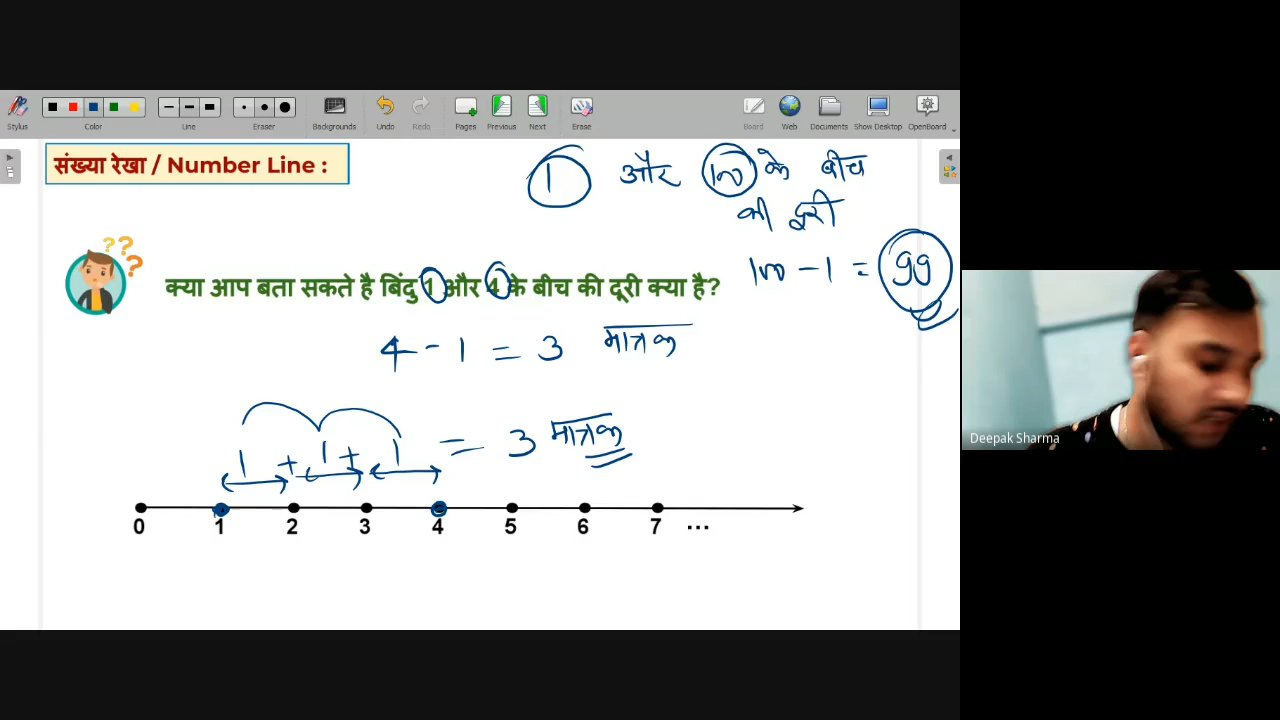 Stylus Color Line Eraser Backgrounds Undo Redo Pages Previous Next Erase Board Web Documents Show Desktop OpenBoard
संख्या रेखा / Number Line :
1 और 100 के बीच
की दूरी
100 - 1 = 99
? ? ?
क्या आप बता सकते है बिंदु 1 और 4 के बीच की दूरी क्या है?
4 - 1 = 3 मात्रक
1 + 1 + 1 = 3 मात्रक
0 1 2 3 4 5 6 7 ...
Deepak Sharma